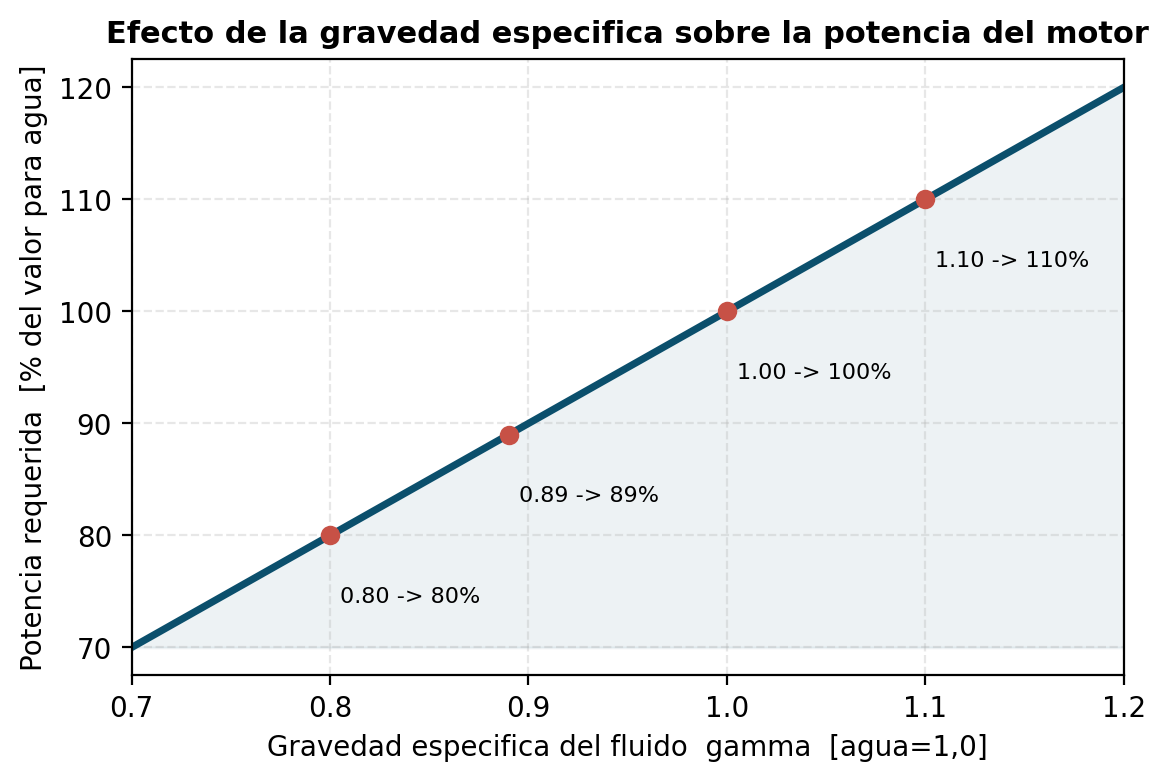 Efecto de la gravedad especifica sobre la potencia del motor
Potencia requerida [% del valor para agua]
120
110
100
90
80
70
1.10 -> 110%
1.00 -> 100%
0.89 -> 89%
0.80 -> 80%
0.7 0.8 0.9 1.0 1.1 1.2
Gravedad especifica del fluido gamma [agua=1,0]